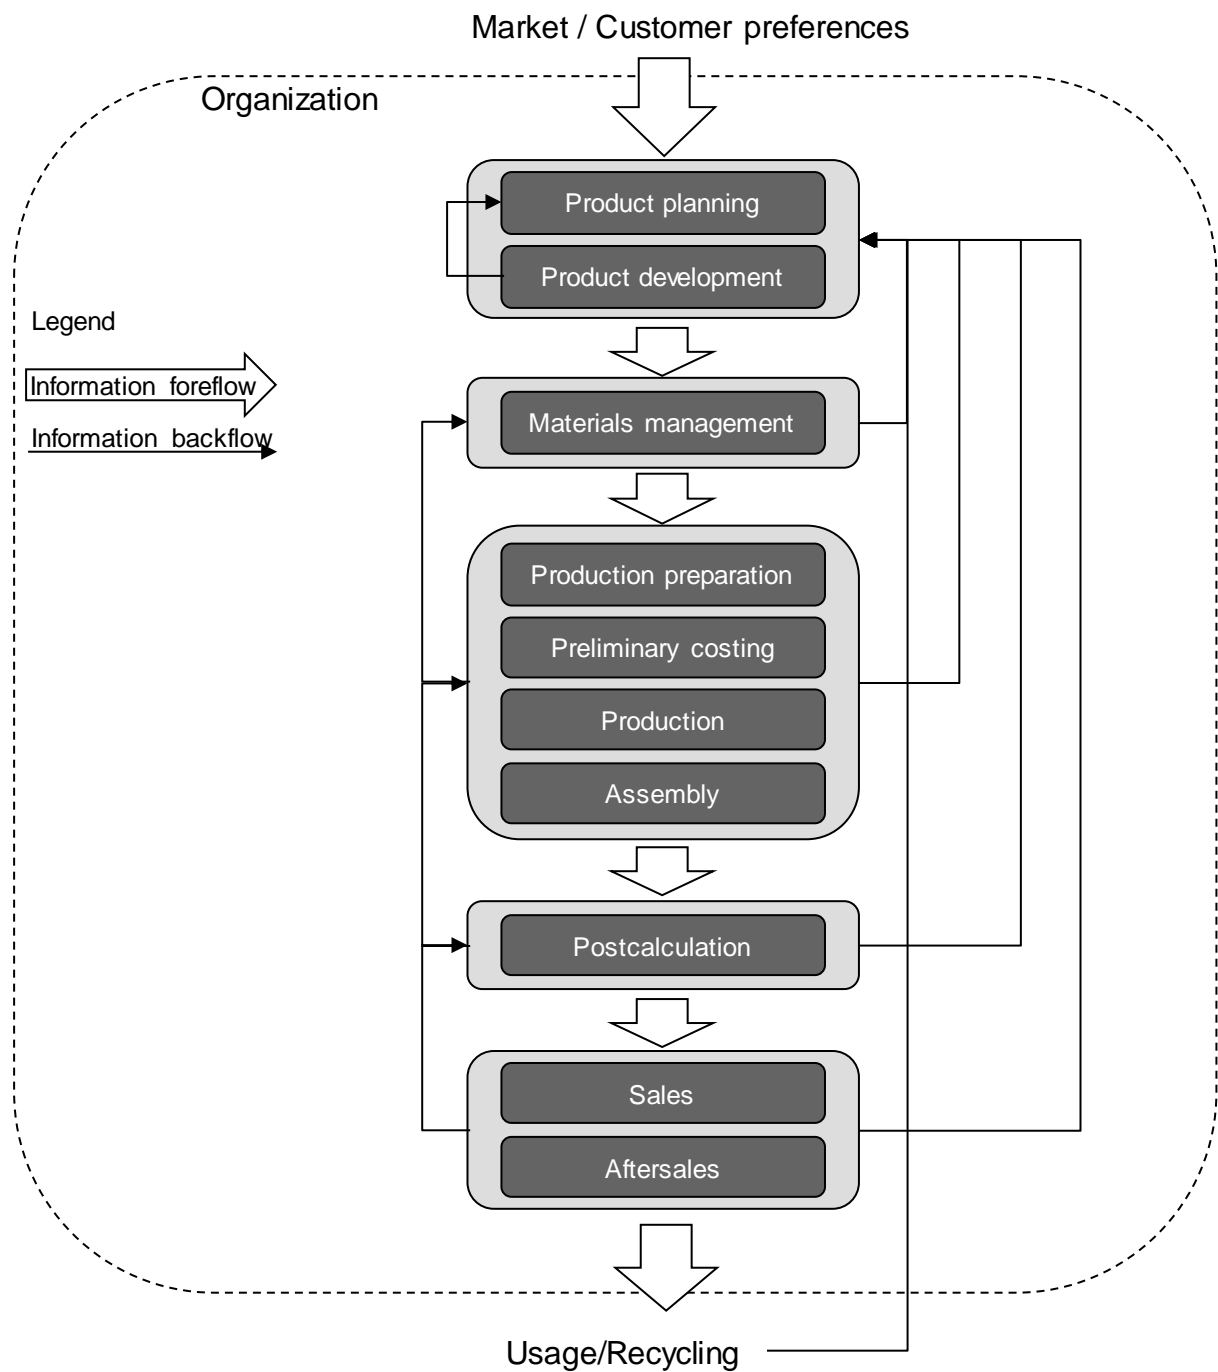 Market / Customer preferences
Organization
Product planning
Product development
Legend
Information foreflow
Information backflow
Materials management
Production preparation
Preliminary costing
Production
Assembly
Postcalculation
Sales
Aftersales
Usage/Recycling